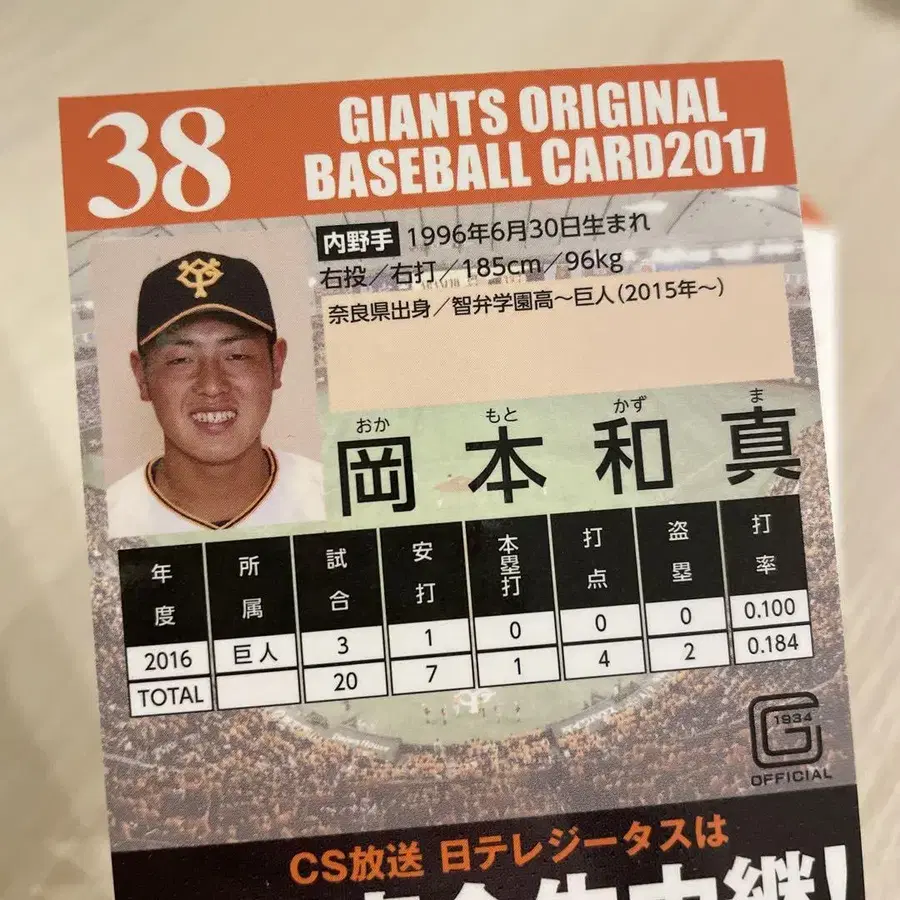 38
GIANTS ORIGINAL
BASEBALL CARD2017
内野手 1996年6月30日生まれ
右投／右打／185cm／96kg
奈良県出身／智弁学園高～巨人(2015年～)
おか もと かず ま
岡本和真
年度 所属 試合 安打 本塁打 打点 盗塁 打率
2016 巨人 3 1 0 0 0 0.100
TOTAL 20 7 1 4 2 0.184
G 1934
OFFICIAL
CS放送 日テレジータスは